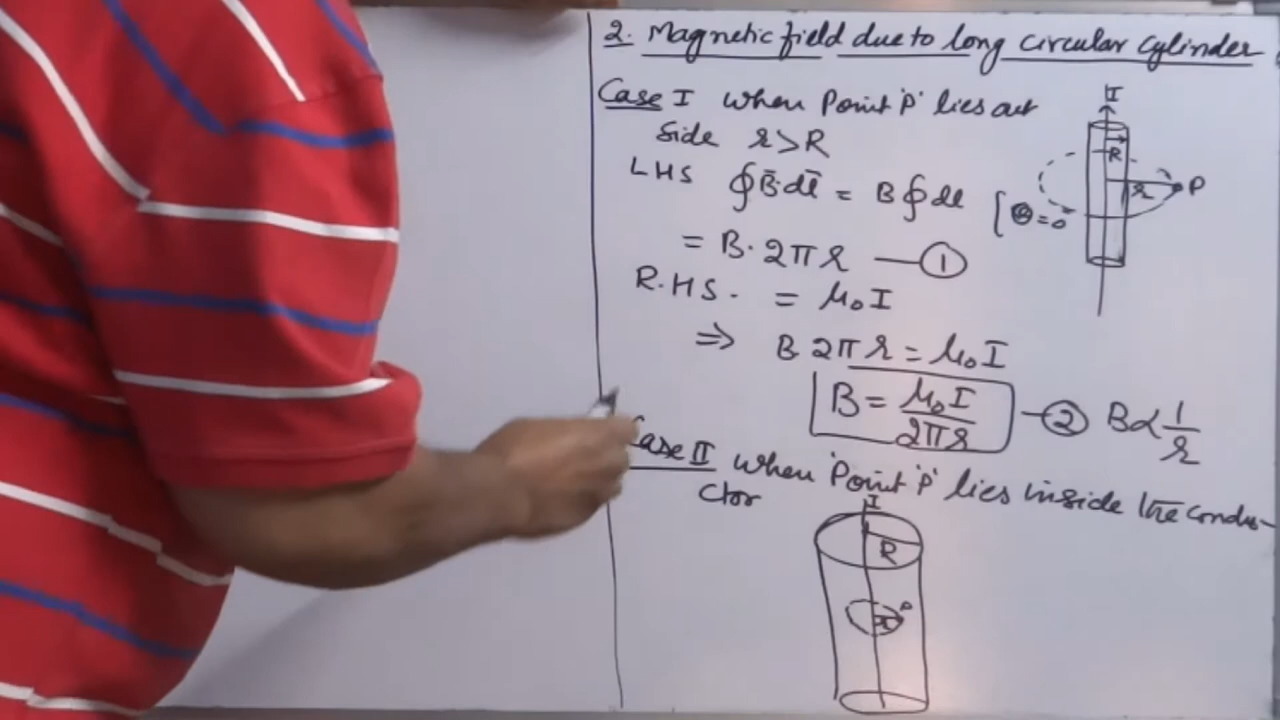 2. Magnetic field due to long circular cylinder
Case I When Point 'P' lies out
side r>R
LHS ∮B̄·dl̄ = B∮dl [θ=0
= B·2πr —①
R.H.S. = μ₀I
⇒ B 2πr = μ₀I
B = μ₀I/2πr —② B∝1/r
Case II when 'Point 'P' lies inside the conduc-
ctor
I
R
r
P
I
R
r
P